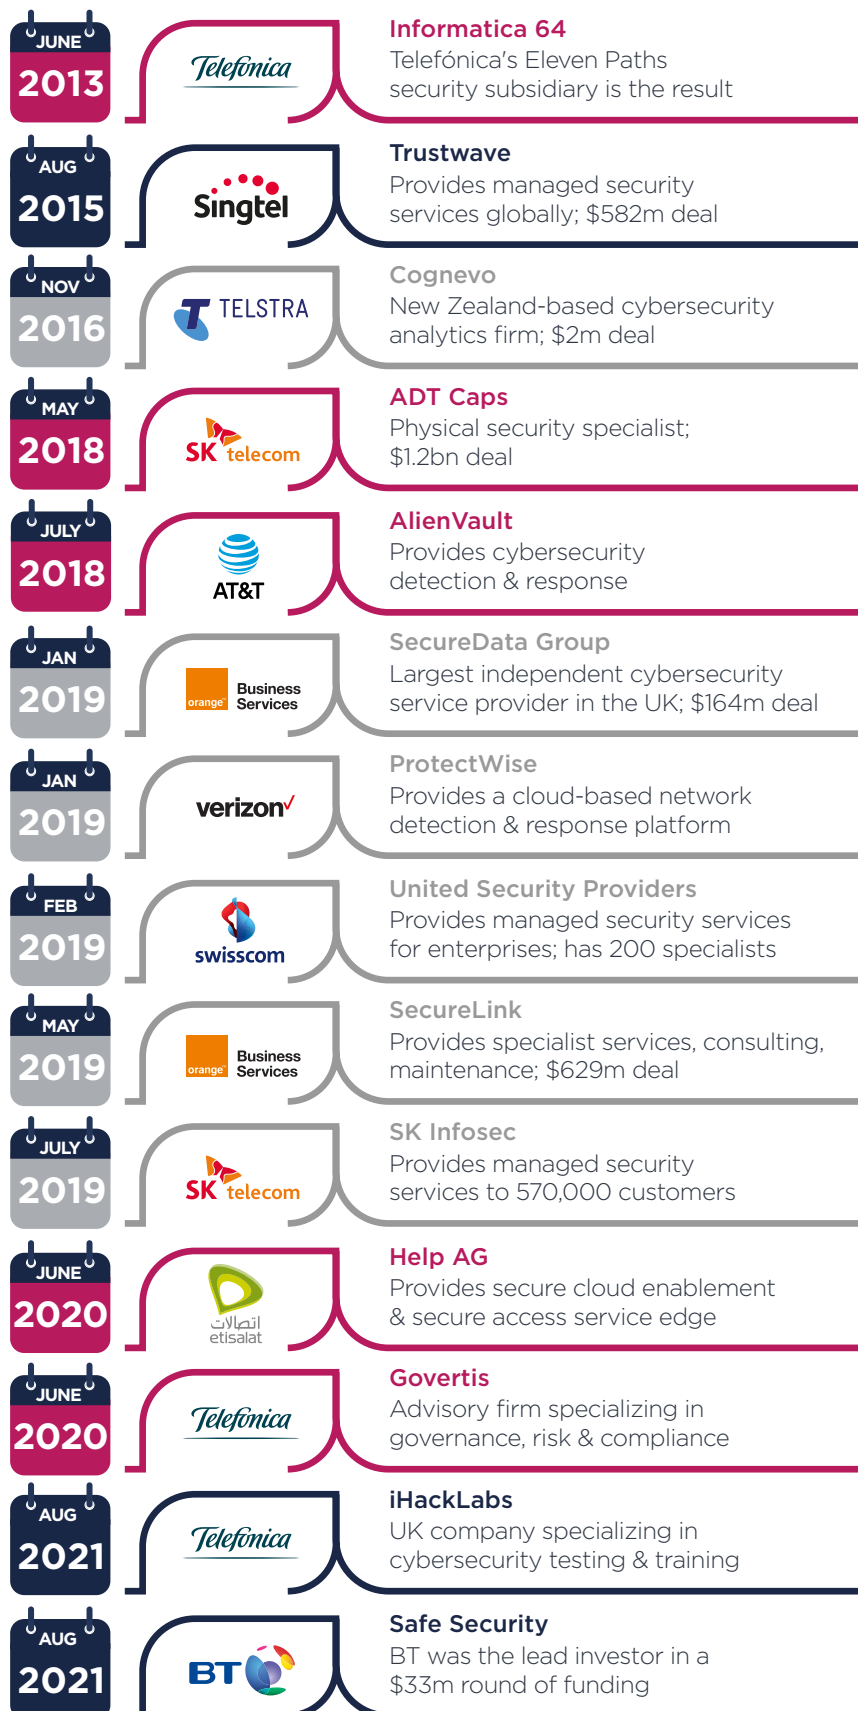 JUNE
2013
Telefónica
Informatica 64
Telefónica's Eleven Paths
security subsidiary is the result
AUG
2015
Singtel
Trustwave
Provides managed security
services globally; $582m deal
NOV
2016
TELSTRA
Cognevo
New Zealand-based cybersecurity
analytics firm; $2m deal
MAY
2018
SK telecom
ADT Caps
Physical security specialist;
$1.2bn deal
JULY
2018
AT&T
AlienVault
Provides cybersecurity
detection & response
JAN
2019
orange™
Business
Services
SecureData Group
Largest independent cybersecurity
service provider in the UK; $164m deal
JAN
2019
verizon✓
ProtectWise
Provides a cloud-based network
detection & response platform
FEB
2019
swisscom
United Security Providers
Provides managed security services
for enterprises; has 200 specialists
MAY
2019
orange™
Business
Services
SecureLink
Provides specialist services, consulting,
maintenance; $629m deal
JULY
2019
SK telecom
SK Infosec
Provides managed security
services to 570,000 customers
JUNE
2020
اتصالات
etisalat
Help AG
Provides secure cloud enablement
& secure access service edge
JUNE
2020
Telefónica
Govertis
Advisory firm specializing in
governance, risk & compliance
AUG
2021
Telefónica
iHackLabs
UK company specializing in
cybersecurity testing & training
AUG
2021
BT
Safe Security
BT was the lead investor in a
$33m round of funding